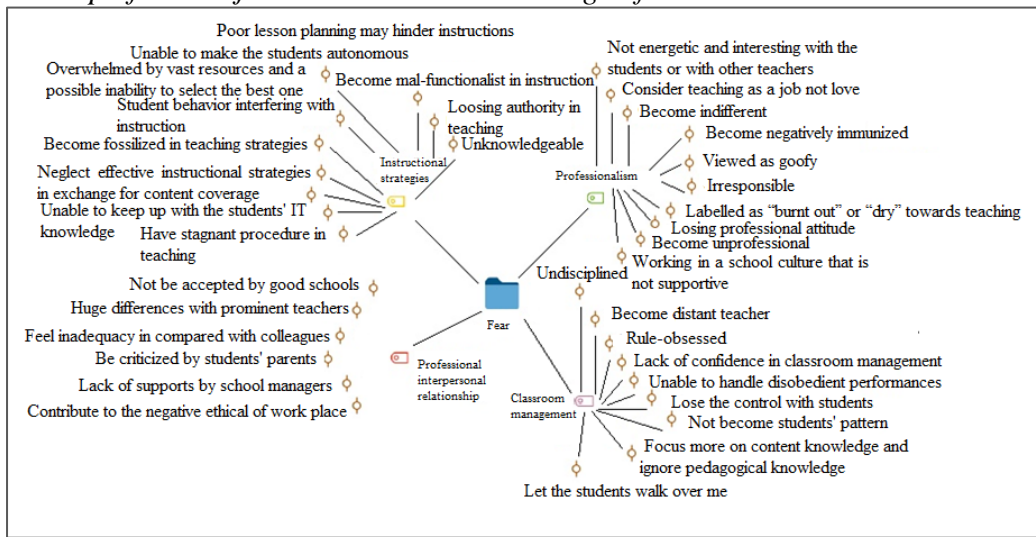 Poor lesson planning may hinder instructions
Unable to make the students autonomous
Overwhelmed by vast resources and a
possible inability to select the best one
Become mal-functionalist in instruction
Student behavior interfering with
instruction
Loosing authority in
teaching
Become fossilized in teaching strategies
Unknowledgeable
Instructional
strategies
Neglect effective instructional strategies
in exchange for content coverage
Unable to keep up with the students' IT
knowledge
Have stagnant procedure in
teaching
Not energetic and interesting with the
students or with other teachers
Consider teaching as a job not love
Become indifferent
Become negatively immunized
Viewed as goofy
Professionalism
Irresponsible
Labelled as “burnt out” or “dry” towards teaching
Losing professional attitude
Become unprofessional
Working in a school culture that is
not supportive
Fear
Not be accepted by good schools
Huge differences with prominent teachers
Feel inadequacy in compared with colleagues
Be criticized by students' parents
Lack of supports by school managers
Contribute to the negative ethical of work place
Professional
interpersonal
relationship
Undisciplined
Become distant teacher
Rule-obsessed
Lack of confidence in classroom management
Unable to handle disobedient performances
Classroom
management
Lose the control with students
Not become students' pattern
Focus more on content knowledge and
ignore pedagogical knowledge
Let the students walk over me